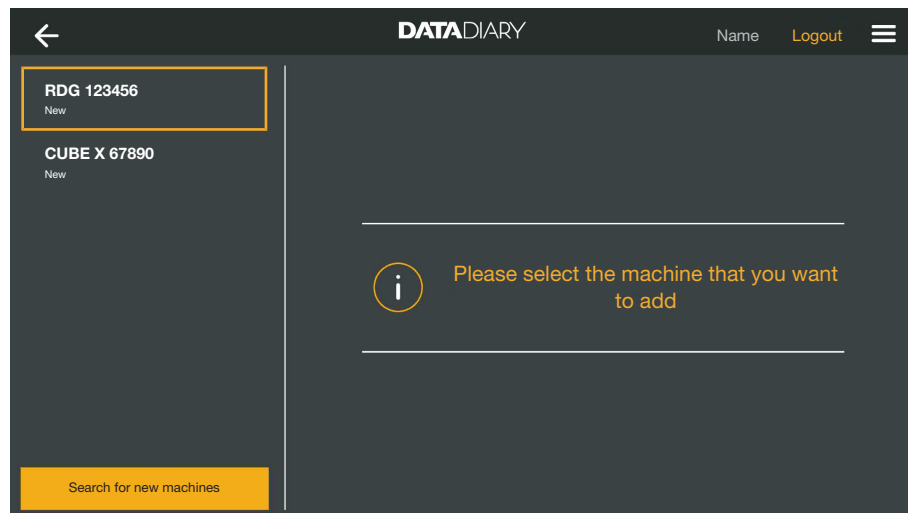 DATADIARY
Name
Logout
RDG 123456
New
CUBE X 67890
New
Please select the machine that you want
to add
Search for new machines